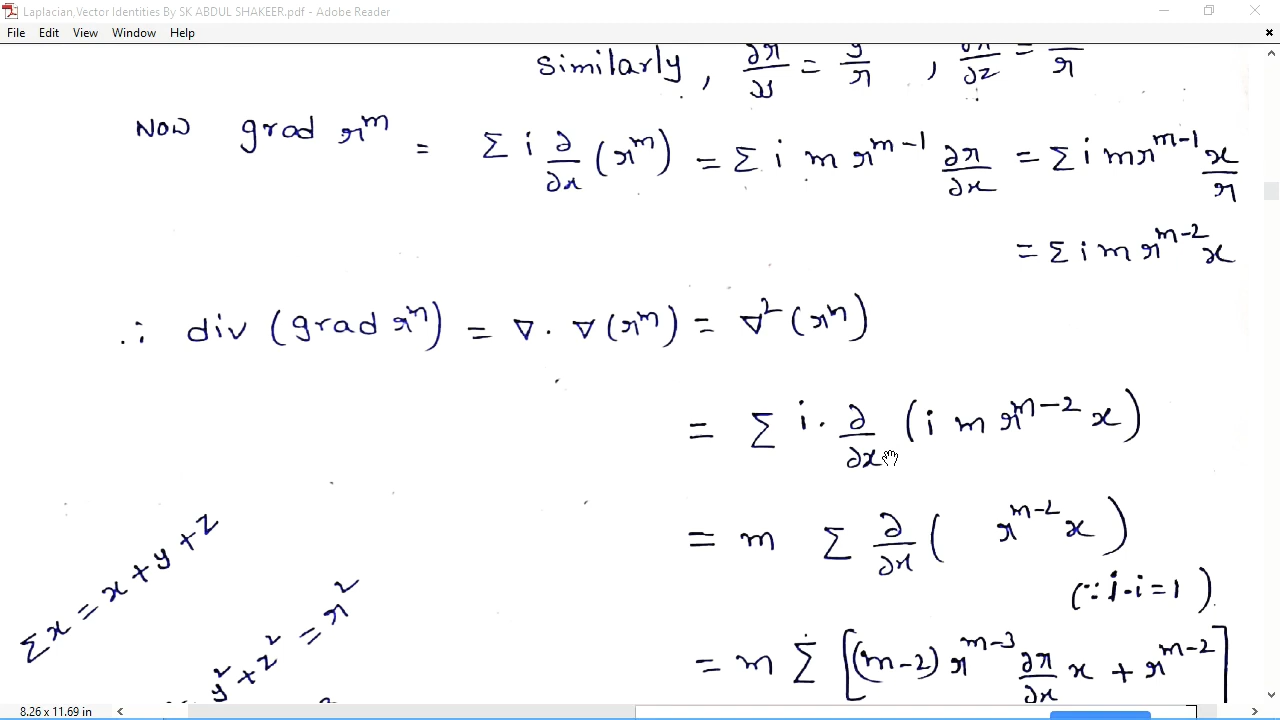 Laplacian,Vector Identities By SK ABDUL SHAKEER.pdf - Adobe Reader
File Edit View Window Help
Similarly, ∂r/∂y = y/r , ∂r/∂z = /r
Now grad r^m = Σ i ∂/∂x (r^m) = Σ i m r^(m-1) ∂r/∂x = Σ i m r^(m-1) x/r
= Σ i m r^(m-2) x
∴ div (grad r^m) = ∇ . ∇ (r^m) = ∇² (r^m)
= Σ i . ∂/∂x (i m r^(m-2) x)
= m Σ ∂/∂x ( r^(m-2) x )
(∵ i.i = 1)
= m Σ [(m-2) r^(m-3) ∂r/∂x x + r^(m-2)]
Σx = x + y + z
y² + z² = r²
8.26 x 11.69 in